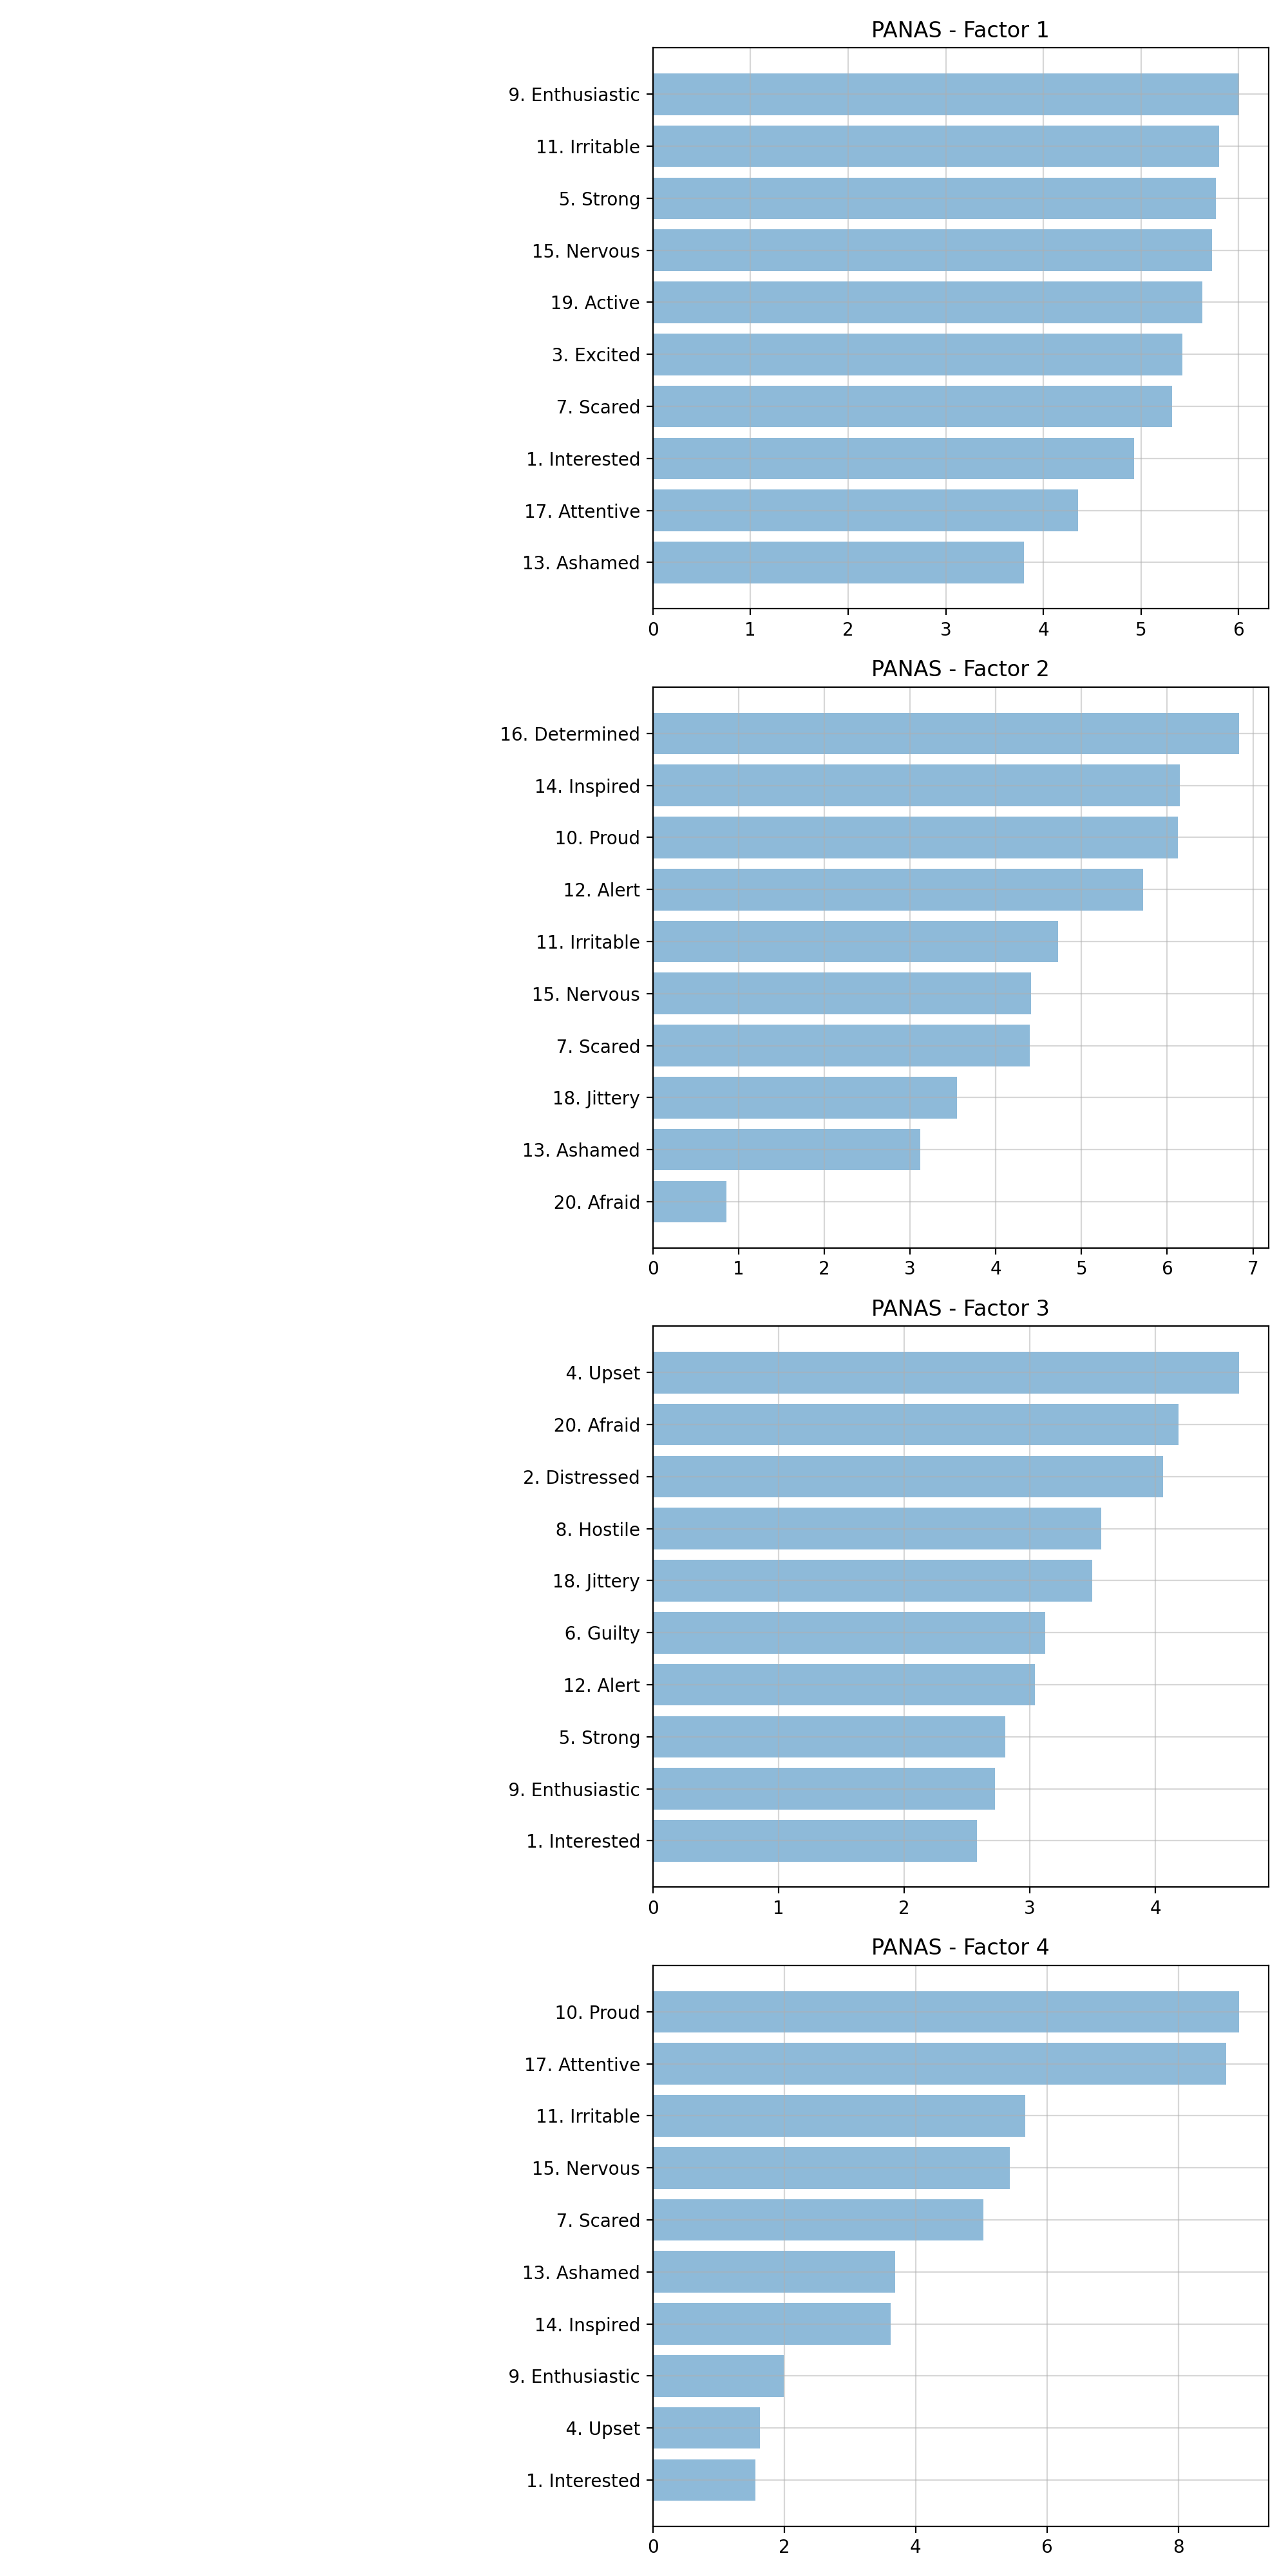 PANAS - Factor 1
9. Enthusiastic
11. Irritable
5. Strong
15. Nervous
19. Active
3. Excited
7. Scared
1. Interested
17. Attentive
13. Ashamed
0 1 2 3 4 5 6
PANAS - Factor 2
16. Determined
14. Inspired
10. Proud
12. Alert
11. Irritable
15. Nervous
7. Scared
18. Jittery
13. Ashamed
20. Afraid
0 1 2 3 4 5 6 7
PANAS - Factor 3
4. Upset
20. Afraid
2. Distressed
8. Hostile
18. Jittery
6. Guilty
12. Alert
5. Strong
9. Enthusiastic
1. Interested
0 1 2 3 4
PANAS - Factor 4
10. Proud
17. Attentive
11. Irritable
15. Nervous
7. Scared
13. Ashamed
14. Inspired
9. Enthusiastic
4. Upset
1. Interested
0 2 4 6 8